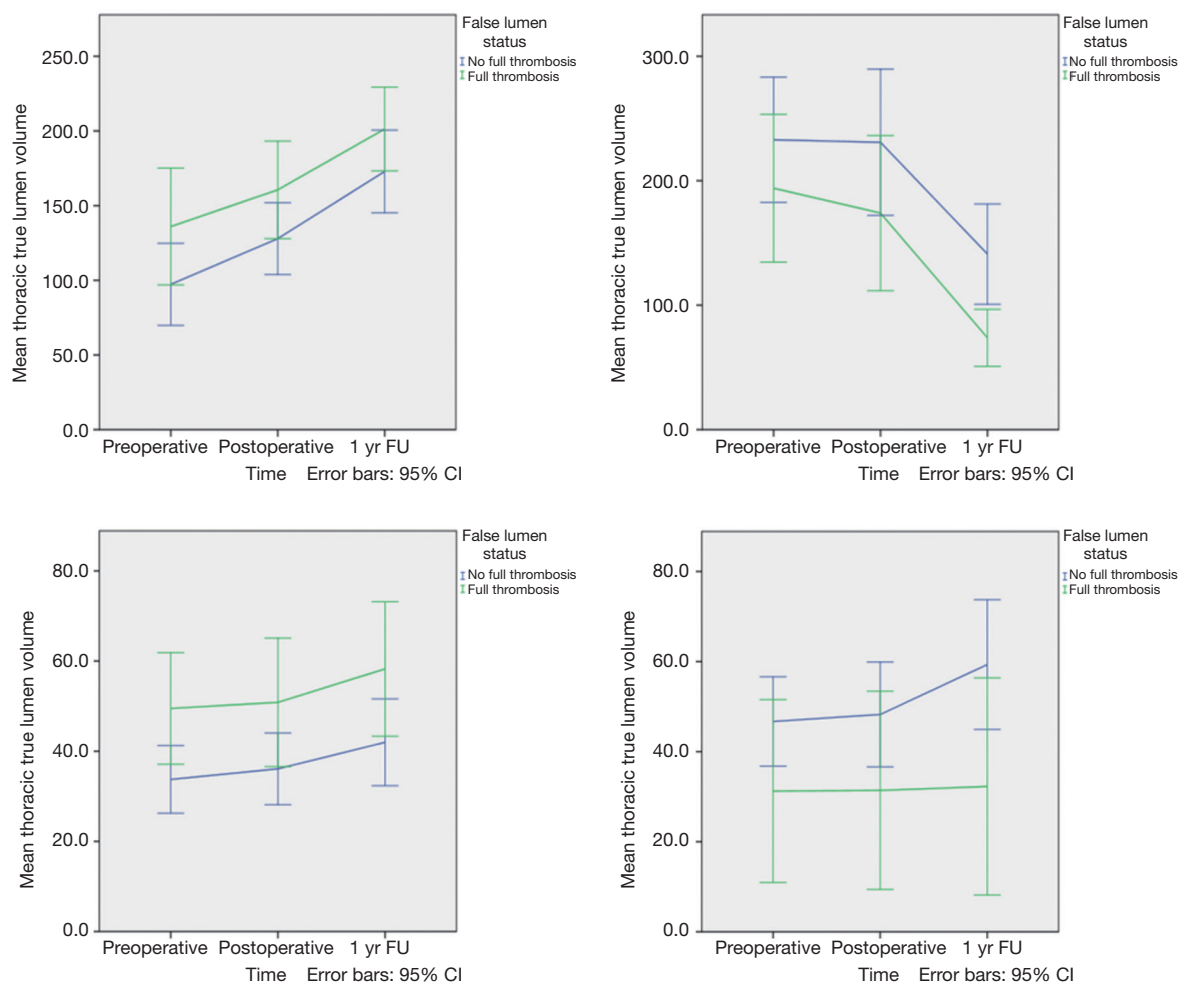 False lumen
status
No full thrombosis
Full thrombosis
Mean thoracic true lumen volume
250.0
200.0
150.0
100.0
50.0
0.0
Preoperative Postoperative 1 yr FU
Time Error bars: 95% CI
False lumen
status
No full thrombosis
Full thrombosis
Mean thoracic true lumen volume
300.0
200.0
100.0
0.0
Preoperative Postoperative 1 yr FU
Time Error bars: 95% CI
False lumen
status
No full thrombosis
Full thrombosis
Mean thoracic true lumen volume
80.0
60.0
40.0
20.0
0.0
Preoperative Postoperative 1 yr FU
Time Error bars: 95% CI
False lumen
status
No full thrombosis
Full thrombosis
Mean thoracic true lumen volume
80.0
60.0
40.0
20.0
0.0
Preoperative Postoperative 1 yr FU
Time Error bars: 95% CI